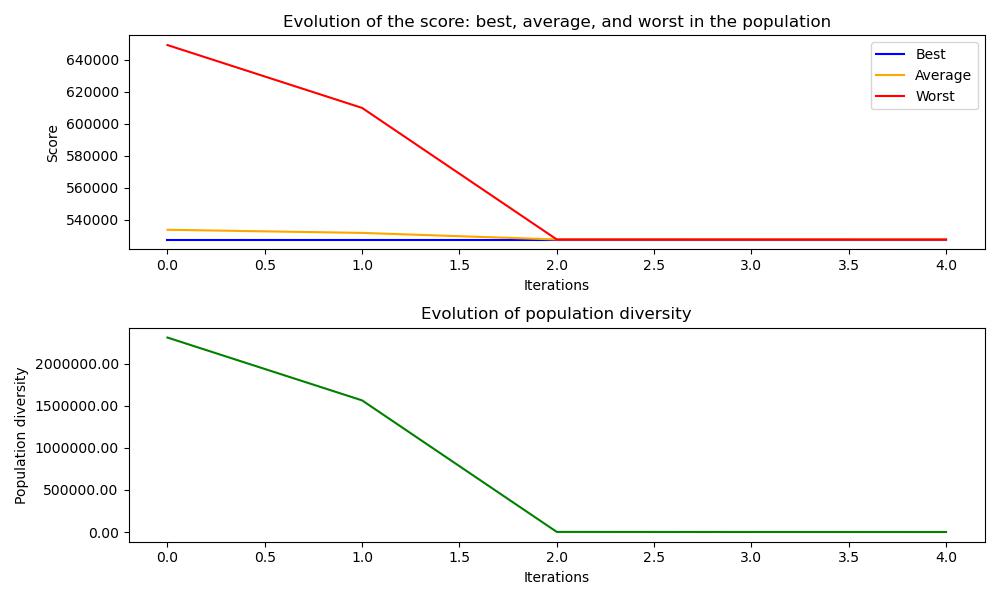 Evolution of the score: best, average, and worst in the population
640000
620000
600000
580000
560000
540000
Score
Best
Average
Worst
0.0 0.5 1.0 1.5 2.0 2.5 3.0 3.5 4.0
Iterations
Evolution of population diversity
2000000.00
1500000.00
1000000.00
500000.00
0.00
Population diversity
0.0 0.5 1.0 1.5 2.0 2.5 3.0 3.5 4.0
Iterations